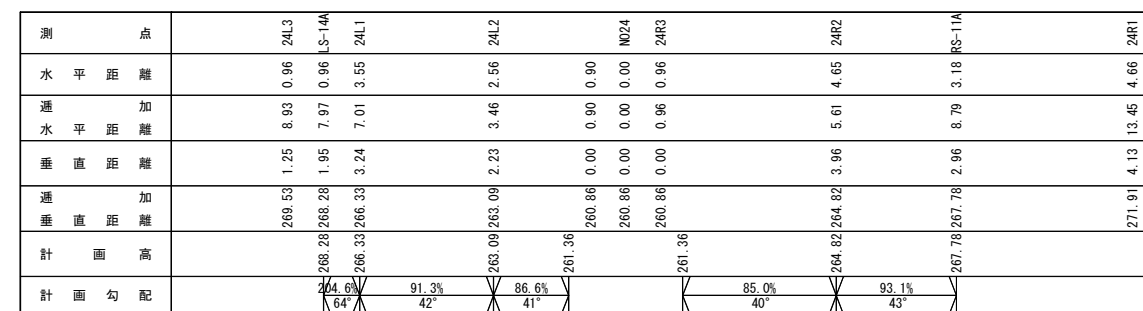 測 点 24L3 LS-14A 24L1 24L2 NO24 24R3 24R2 RS-11A 24R1
水 平 距 離 0.96 0.96 3.55 2.56 0.90 0.00 0.96 4.65 3.18 4.66
逓 加
水 平 距 離 8.93 7.97 7.01 3.46 0.90 0.00 0.96 5.61 8.79 13.45
垂 直 距 離 1.25 1.95 3.24 2.23 0.00 0.00 0.00 3.96 2.96 4.13
逓 加
垂 直 距 離 269.53 268.28 266.33 263.09 260.86 260.86 260.86 264.82 267.78 271.91
計 画 高 268.28 266.33 263.09 261.36 261.36 264.82 267.78
計 画 勾 配 204.6% 91.3% 86.6% 85.0% 93.1%
64° 42° 41° 40° 43°